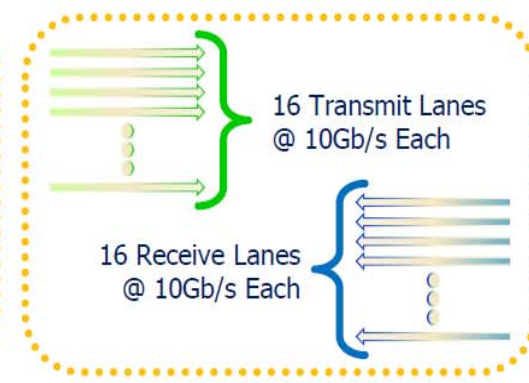 16 Transmit Lanes
@ 10Gb/s Each
16 Receive Lanes
@ 10Gb/s Each